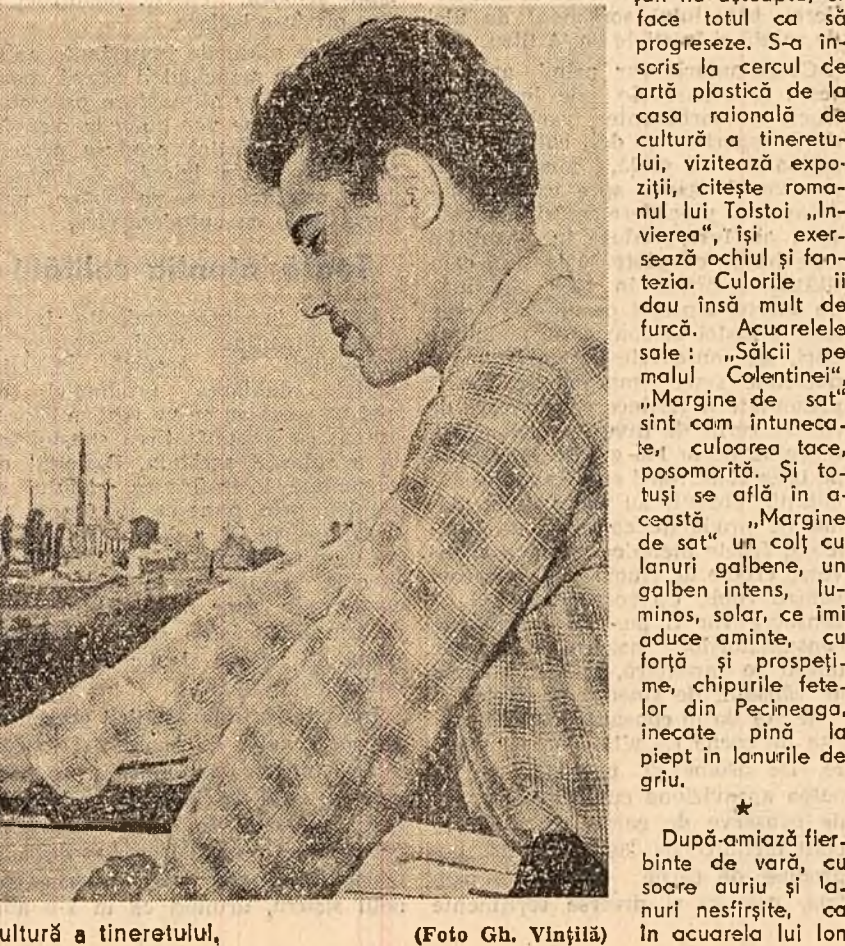 face totul ca să
progreseze. S-a în-
scris la cercul de
artă plastică de la
casa raională de
cultură a tineretu-
lui, vizitează expo-
ziții, citește roma-
nul lui Tolstoi „In-
vierea“, își exer-
sează ochiul și fan-
tezia. Culorile ii
dau însă mult de
furcă. Acuarelele
sale : „Sălcii pe
malul Colentinei“,
„Margine de sat“
sînt cam întuneca-
te, culoarea tace,
posomorîtă. Și to-
tuși se află în a-
ceastă „Margine
de sat“ un colț cu
lanuri galbene, un
galben intens, lu-
minos, solar, ce îmi
aduce aminte, cu
forță și prospeți-
me, chipurile fete-
lor din Pecineaga,
înecate pînă la
piept in lanurile de
grîu.
★
După-amiază fier-
binte de vară, cu
soare auriu și la-
nuri nesfîrșite, ca
în acuarela lui Ion
ultură a tineretului,
(Foto Gh. Vințilă)